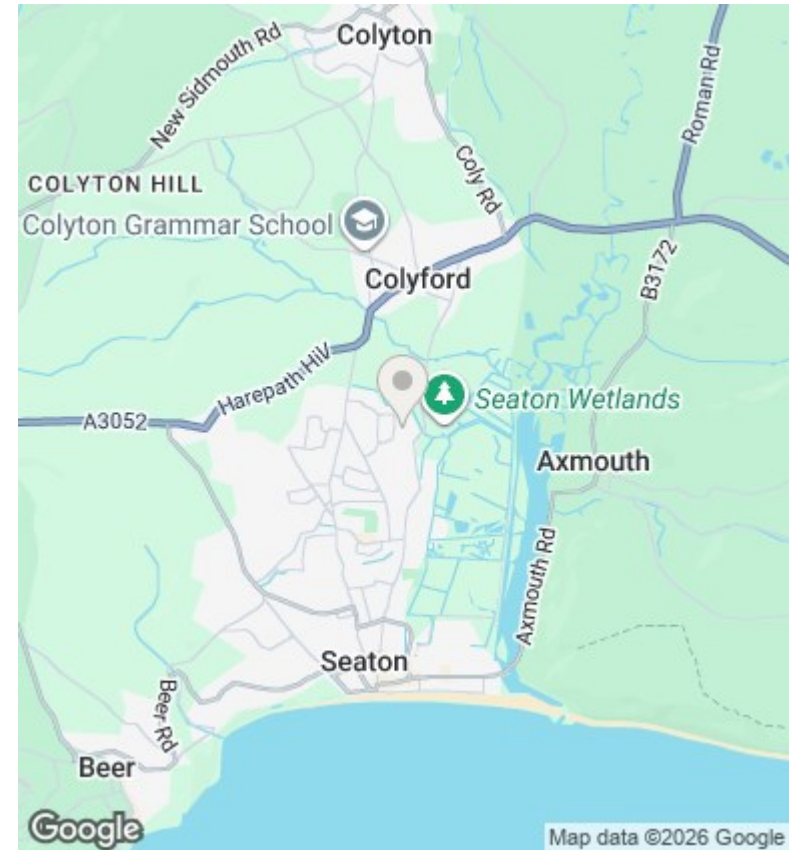 Colyton
New Sidmouth Rd
Roman Rd
Coly Rd
COLYTON HILL
Colyton Grammar School
Colyford
B3172
Harepath Hill
Seaton Wetlands
A3052
Axmouth
Axmouth Rd
Seaton
Beer Rd
Beer
Google
Map data ©2026 Google